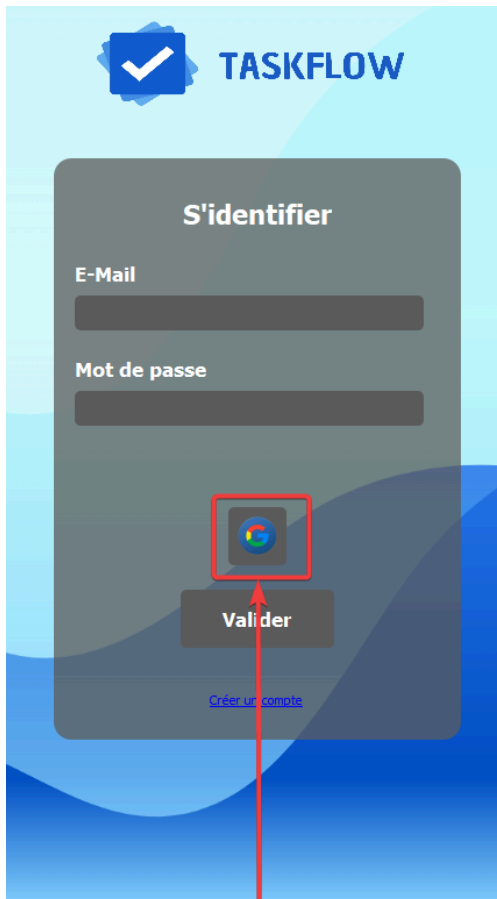 TASKFLOW
S'identifier
E-Mail
Mot de passe
G
Valider
Créer un compte